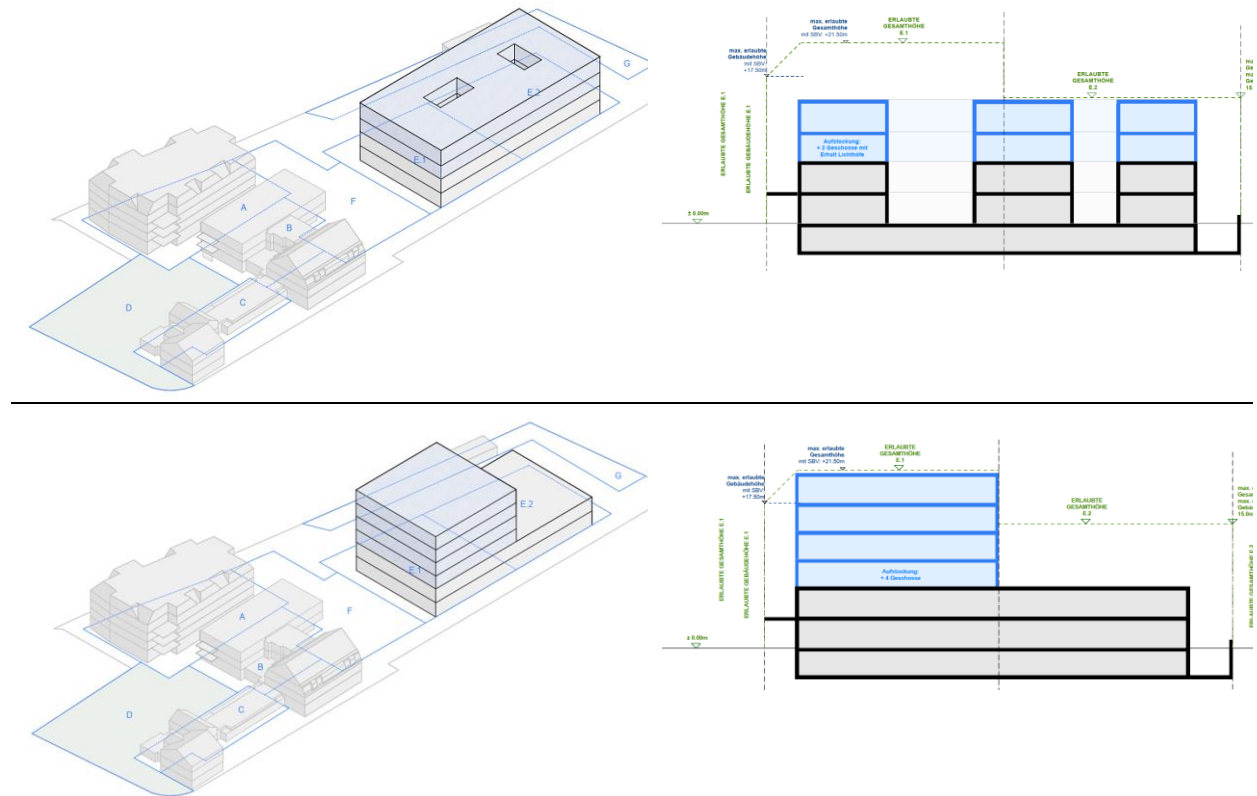 G
E.2
E.1
F
A
B
C
D
max. erlaubte
Gesamthöhe
mit SBV: +21.50m
ERLAUBTE
GESAMTHÖHE
E.1
max. erlaubte
Gebäudehöhe
mit SBV:
+17.50m
ERLAUBTE
GESAMTHÖHE
E.2
ERLAUBTE GESAMTHÖHE E.1
ERLAUBTE GEBÄUDEHÖHE E.1
Aufstockung:
+ 2 Geschosse mit
Erhalt Lichthöfe
± 0.00m
G
E.2
E.1
F
A
B
C
D
max. erlaubte
Gesamthöhe
mit SBV: +21.50m
ERLAUBTE
GESAMTHÖHE
E.1
max. erlaubte
Gebäudehöhe
mit SBV:
+17.50m
ERLAUBTE
GESAMTHÖHE
E.2
ERLAUBTE GESAMTHÖHE E.1
ERLAUBTE GEBÄUDEHÖHE E.1
Aufstockung:
+ 4 Geschosse
± 0.00m
ERLAUBTE GESAMTHÖHE E.2